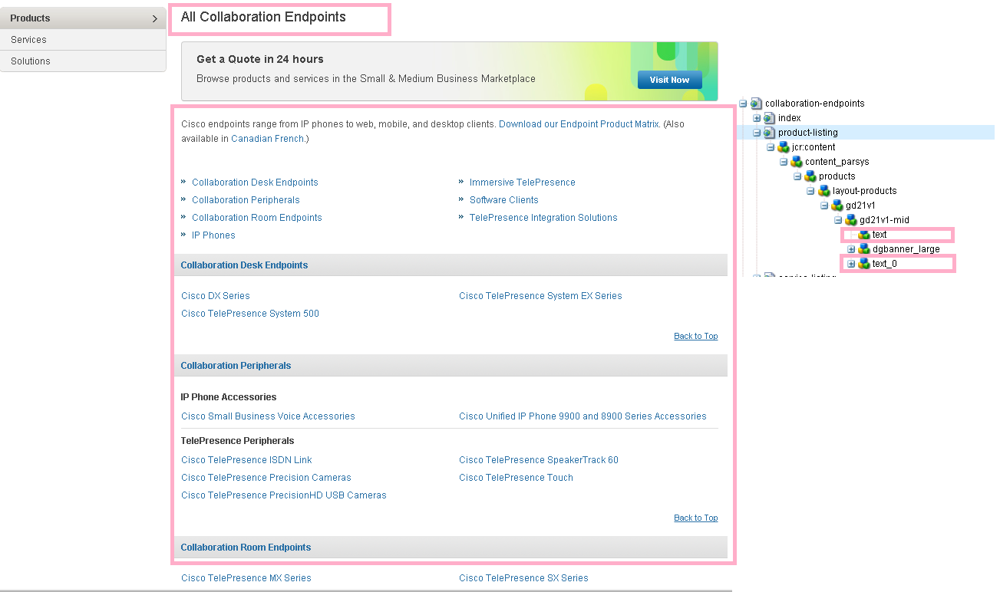 Products
Services
Solutions
All Collaboration Endpoints
Get a Quote in 24 hours
Browse products and services in the Small & Medium Business Marketplace
Visit Now
Cisco endpoints range from IP phones to web, mobile, and desktop clients. Download our Endpoint Product Matrix. (Also
available in Canadian French.)
» Collaboration Desk Endpoints
» Collaboration Peripherals
» Collaboration Room Endpoints
» IP Phones
» Immersive TelePresence
» Software Clients
» TelePresence Integration Solutions
Collaboration Desk Endpoints
Cisco DX Series
Cisco TelePresence System EX Series
Cisco TelePresence System 500
Back to Top
Collaboration Peripherals
IP Phone Accessories
Cisco Small Business Voice Accessories
Cisco Unified IP Phone 9900 and 8900 Series Accessories
TelePresence Peripherals
Cisco TelePresence ISDN Link
Cisco TelePresence SpeakerTrack 60
Cisco TelePresence Precision Cameras
Cisco TelePresence Touch
Cisco TelePresence PrecisionHD USB Cameras
Back to Top
Collaboration Room Endpoints
Cisco TelePresence MX Series
Cisco TelePresence SX Series
collaboration-endpoints
index
product-listing
jcr:content
content_parsys
products
layout-products
gd21v1
gd21v1-mid
text
dgbanner_large
text_0